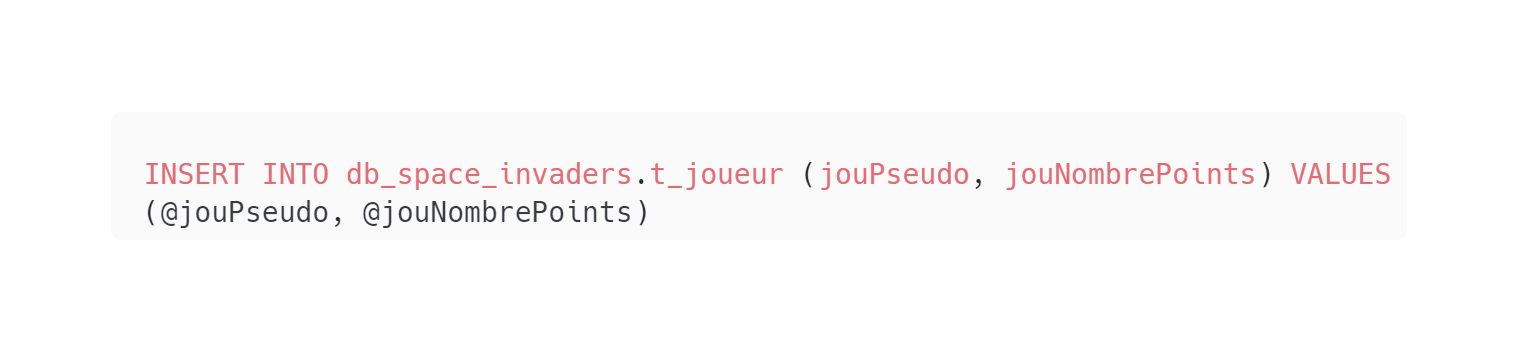 INSERT INTO db_space_invaders.t_joueur (jouPseudo, jouNombrePoints) VALUES
(@jouPseudo, @jouNombrePoints)